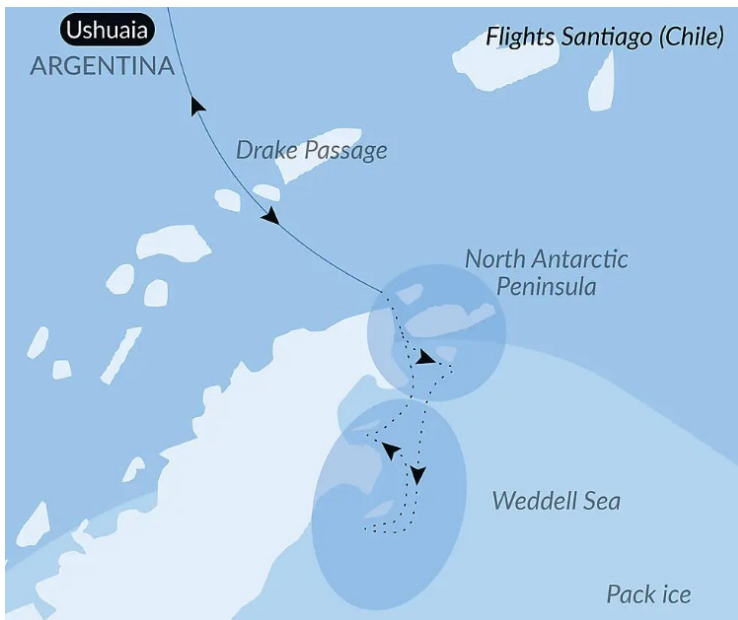 Ushuaia
ARGENTINA
Flights Santiago (Chile)
Drake Passage
North Antarctic
Peninsula
Weddell Sea
Pack ice